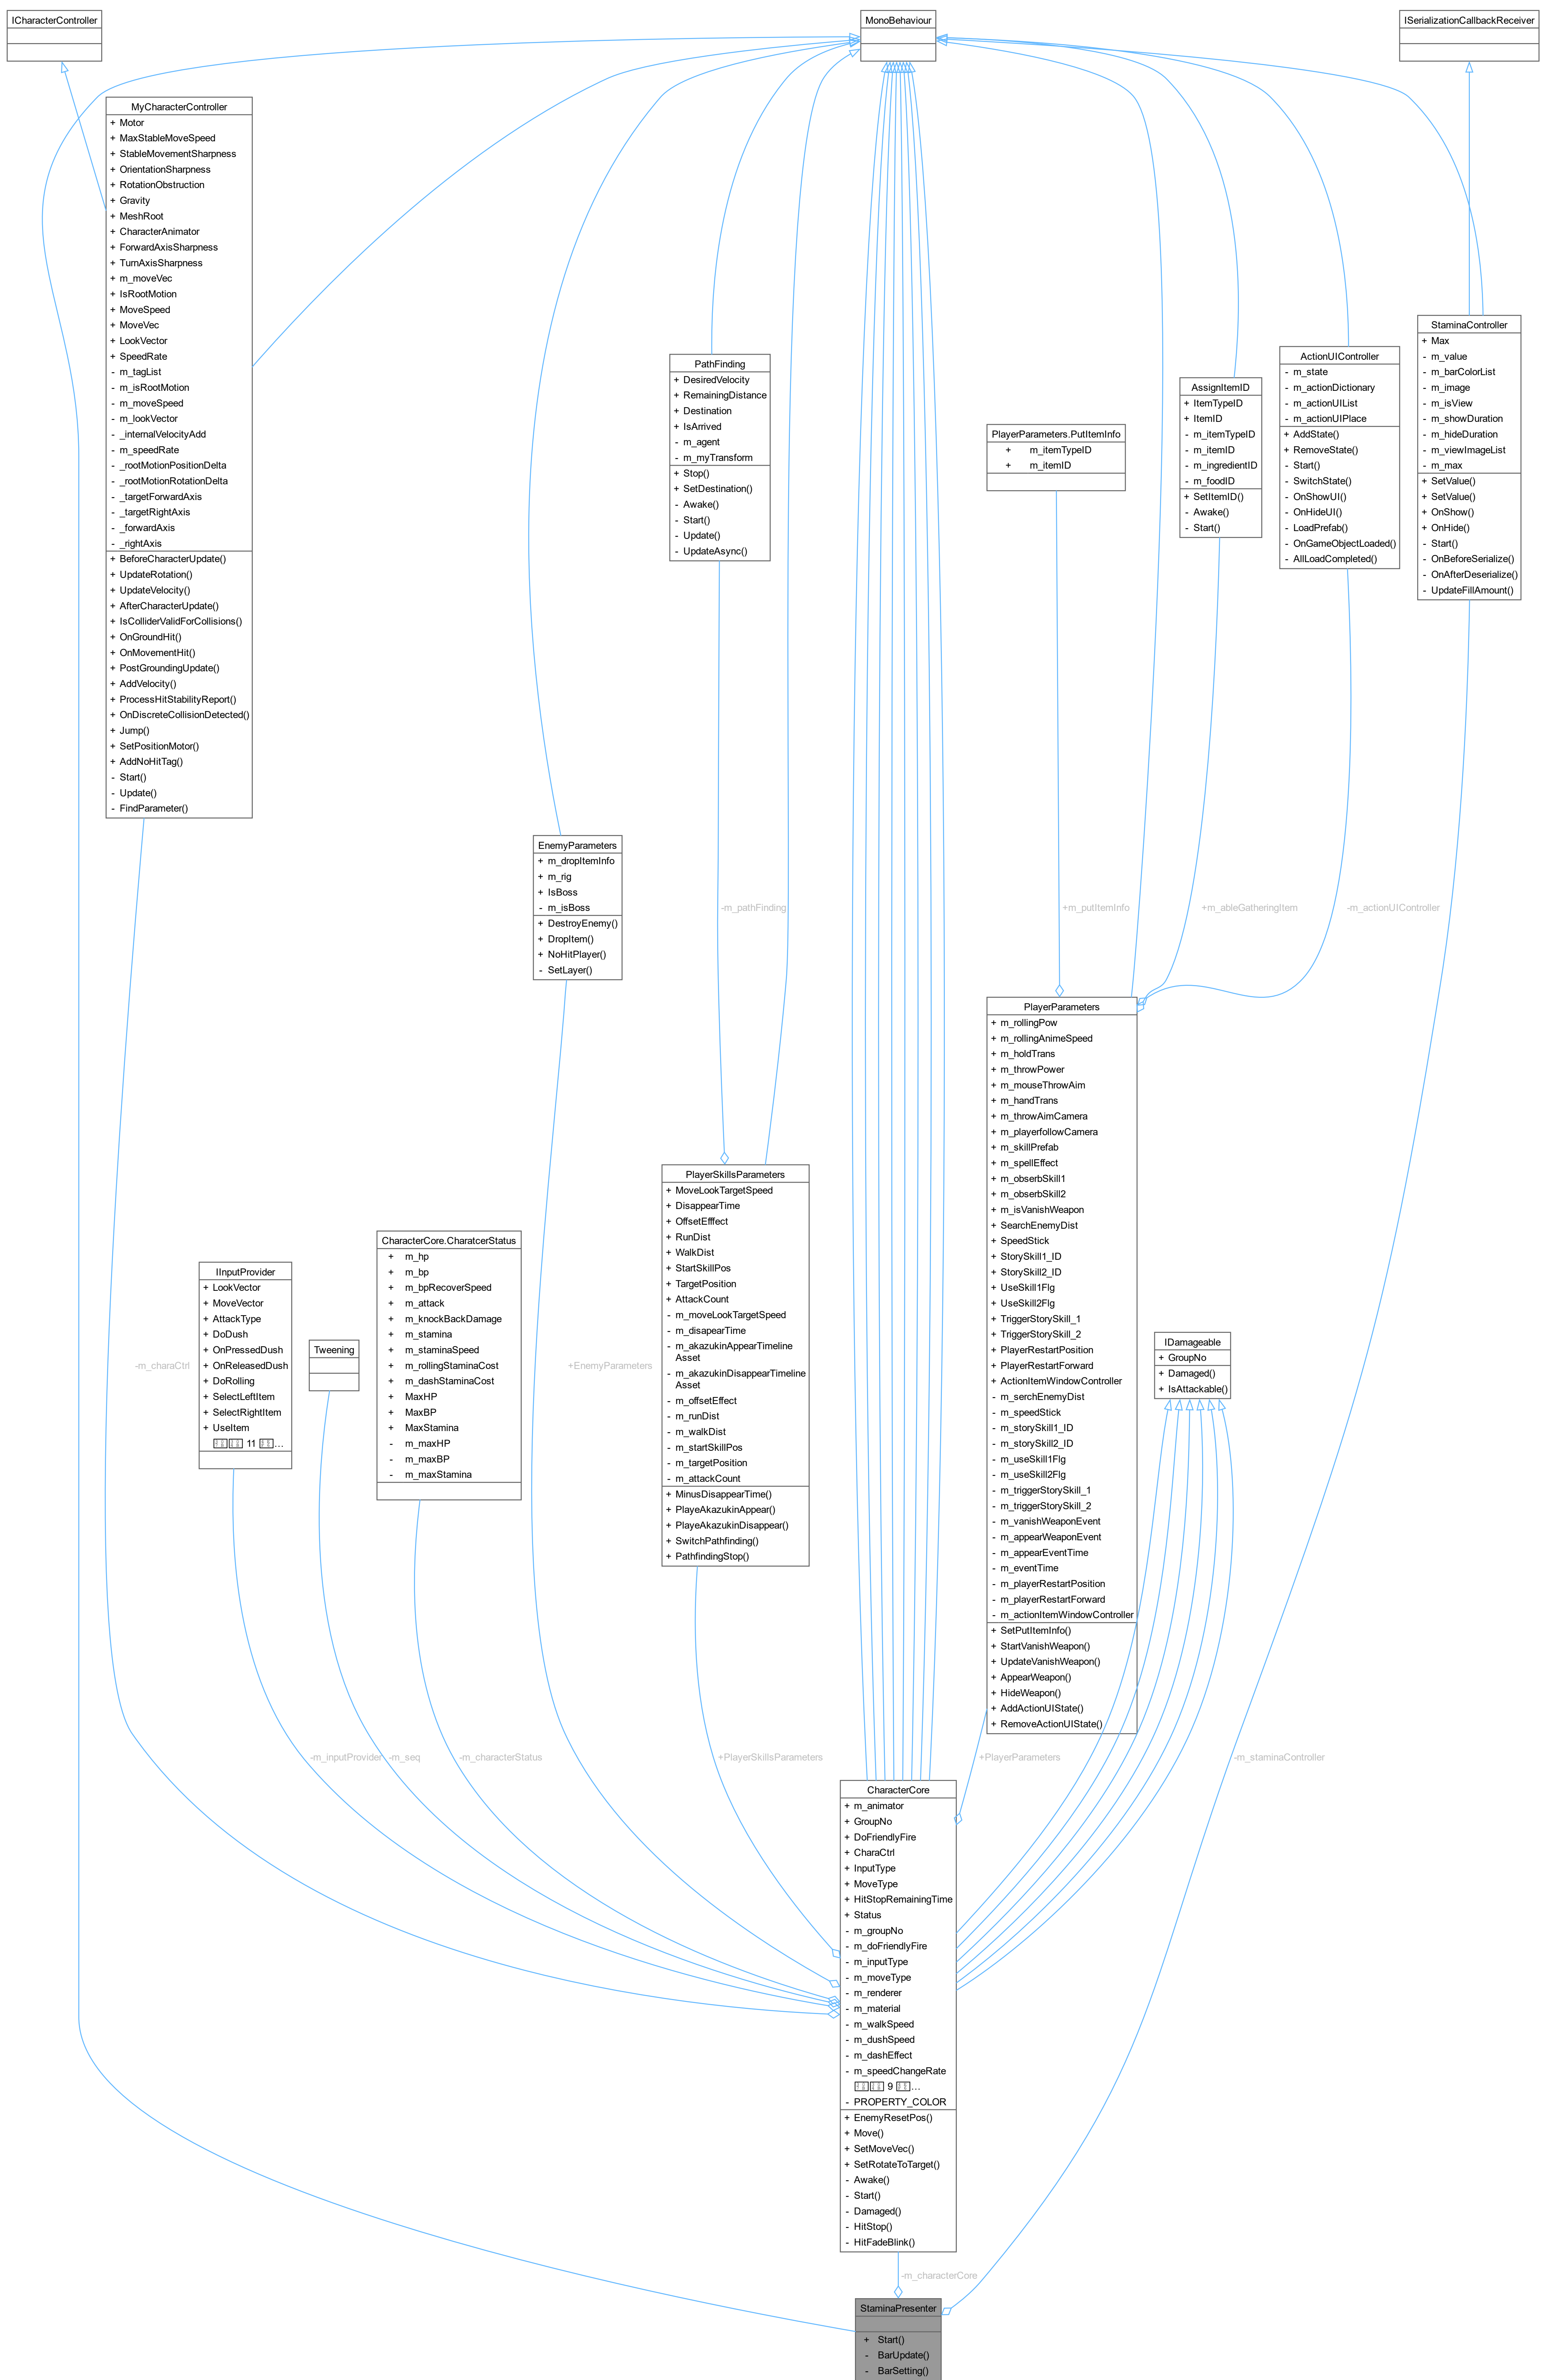 ICharacterController
MonoBehaviour
ISerializationCallbackReceiver
MyCharacterController
+ Motor
+ MaxStableMoveSpeed
+ StableMovementSharpness
+ OrientationSharpness
+ RotationObstruction
+ Gravity
+ MeshRoot
+ CharacterAnimator
+ ForwardAxisSharpness
+ TurnAxisSharpness
+ m_moveVec
+ IsRootMotion
+ MoveSpeed
+ MoveVec
+ LookVector
+ SpeedRate
- m_tagList
- m_isRootMotion
- m_moveSpeed
- m_lookVector
- _internalVelocityAdd
- m_speedRate
- _rootMotionPositionDelta
- _rootMotionRotationDelta
- _targetForwardAxis
- _targetRightAxis
- _forwardAxis
- _rightAxis
+ BeforeCharacterUpdate()
+ UpdateRotation()
+ UpdateVelocity()
+ AfterCharacterUpdate()
+ IsColliderValidForCollisions()
+ OnGroundHit()
+ OnMovementHit()
+ PostGroundingUpdate()
+ AddVelocity()
+ ProcessHitStabilityReport()
+ OnDiscreteCollisionDetected()
+ Jump()
+ SetPositionMotor()
+ AddNoHitTag()
- Start()
- Update()
- FindParameter()
StaminaController
+ Max
- m_value
- m_barColorList
- m_image
- m_isView
- m_showDuration
- m_hideDuration
- m_viewImageList
- m_max
+ SetValue()
+ SetValue()
+ OnShow()
+ OnHide()
- Start()
- OnBeforeSerialize()
- OnAfterDeserialize()
- UpdateFillAmount()
ActionUIController
- m_state
- m_actionDictionary
- m_actionUIList
- m_actionUIPlace
+ AddState()
+ RemoveState()
- Start()
- SwitchState()
- OnShowUI()
- OnHideUI()
- LoadPrefab()
- OnGameObjectLoaded()
- AllLoadCompleted()
PathFinding
+ DesiredVelocity
+ RemainingDistance
+ Destination
+ IsArrived
- m_agent
- m_myTransform
+ Stop()
+ SetDestination()
- Awake()
- Start()
- Update()
- UpdateAsync()
AssignItemID
+ ItemTypeID
+ ItemID
- m_itemTypeID
- m_itemID
- m_ingredientID
- m_foodID
+ SetItemID()
- Awake()
- Start()
PlayerParameters.PutItemInfo
+ m_itemTypeID
+ m_itemID
EnemyParameters
+ m_dropItemInfo
+ m_rig
+ IsBoss
- m_isBoss
+ DestroyEnemy()
+ DropItem()
+ NoHitPlayer()
- SetLayer()
-m_pathFinding
+m_putItemInfo
+m_ableGatheringItem
-m_actionUIController
PlayerParameters
+ m_rollingPow
+ m_rollingAnimeSpeed
+ m_holdTrans
+ m_throwPower
+ m_mouseThrowAim
+ m_handTrans
+ m_throwAimCamera
+ m_playerfollowCamera
+ m_skillPrefab
+ m_spellEffect
+ m_obserbSkill1
+ m_obserbSkill2
+ m_isVanishWeapon
+ SearchEnemyDist
+ SpeedStick
+ StorySkill1_ID
+ StorySkill2_ID
+ UseSkill1Flg
+ UseSkill2Flg
+ TriggerStorySkill_1
+ TriggerStorySkill_2
+ PlayerRestartPosition
+ PlayerRestartForward
+ ActionItemWindowController
- m_serchEnemyDist
- m_speedStick
- m_storySkill1_ID
- m_storySkill2_ID
- m_useSkill1Flg
- m_useSkill2Flg
- m_triggerStorySkill_1
- m_triggerStorySkill_2
- m_vanishWeaponEvent
- m_appearWeaponEvent
- m_appearEventTime
- m_eventTime
- m_playerRestartPosition
- m_playerRestartForward
- m_actionItemWindowController
+ SetPutItemInfo()
+ StartVanishWeapon()
+ UpdateVanishWeapon()
+ AppearWeapon()
+ HideWeapon()
+ AddActionUIState()
+ RemoveActionUIState()
PlayerSkillsParameters
+ MoveLookTargetSpeed
+ DisappearTime
+ OffsetEfffect
+ RunDist
+ WalkDist
+ StartSkillPos
+ TargetPosition
+ AttackCount
- m_moveLookTargetSpeed
- m_disapearTime
- m_akazukinAppearTimeline
Asset
- m_akazukinDisappearTimeline
Asset
- m_offsetEffect
- m_runDist
- m_walkDist
- m_startSkillPos
- m_targetPosition
- m_attackCount
+ MinusDisappearTime()
+ PlayeAkazukinAppear()
+ PlayeAkazukinDisappear()
+ SwitchPathfinding()
+ PathfindingStop()
CharacterCore.CharatcerStatus
+ m_hp
+ m_bp
+ m_bpRecoverSpeed
+ m_attack
+ m_knockBackDamage
+ m_stamina
+ m_staminaSpeed
+ m_rollingStaminaCost
+ m_dashStaminaCost
+ MaxHP
+ MaxBP
+ MaxStamina
- m_maxHP
- m_maxBP
- m_maxStamina
IInputProvider
+ LookVector
+ MoveVector
+ AttackType
+ DoDush
+ OnPressedDush
+ OnReleasedDush
+ DoRolling
+ SelectLeftItem
+ SelectRightItem
+ UseItem
11 ...
Tweening
IDamageable
+ GroupNo
+ Damaged()
+ IsAttackable()
-m_charaCtrl
+EnemyParameters
-m_inputProvider
-m_seq
-m_characterStatus
+PlayerSkillsParameters
+PlayerParameters
-m_staminaController
CharacterCore
+ m_animator
+ GroupNo
+ DoFriendlyFire
+ CharaCtrl
+ InputType
+ MoveType
+ HitStopRemainingTime
+ Status
- m_groupNo
- m_doFriendlyFire
- m_inputType
- m_moveType
- m_renderer
- m_material
- m_walkSpeed
- m_dushSpeed
- m_dashEffect
- m_speedChangeRate
9 ...
- PROPERTY_COLOR
+ EnemyResetPos()
+ Move()
+ SetMoveVec()
+ SetRotateToTarget()
- Awake()
- Start()
- Damaged()
- HitStop()
- HitFadeBlink()
-m_characterCore
StaminaPresenter
+ Start()
- BarUpdate()
- BarSetting()